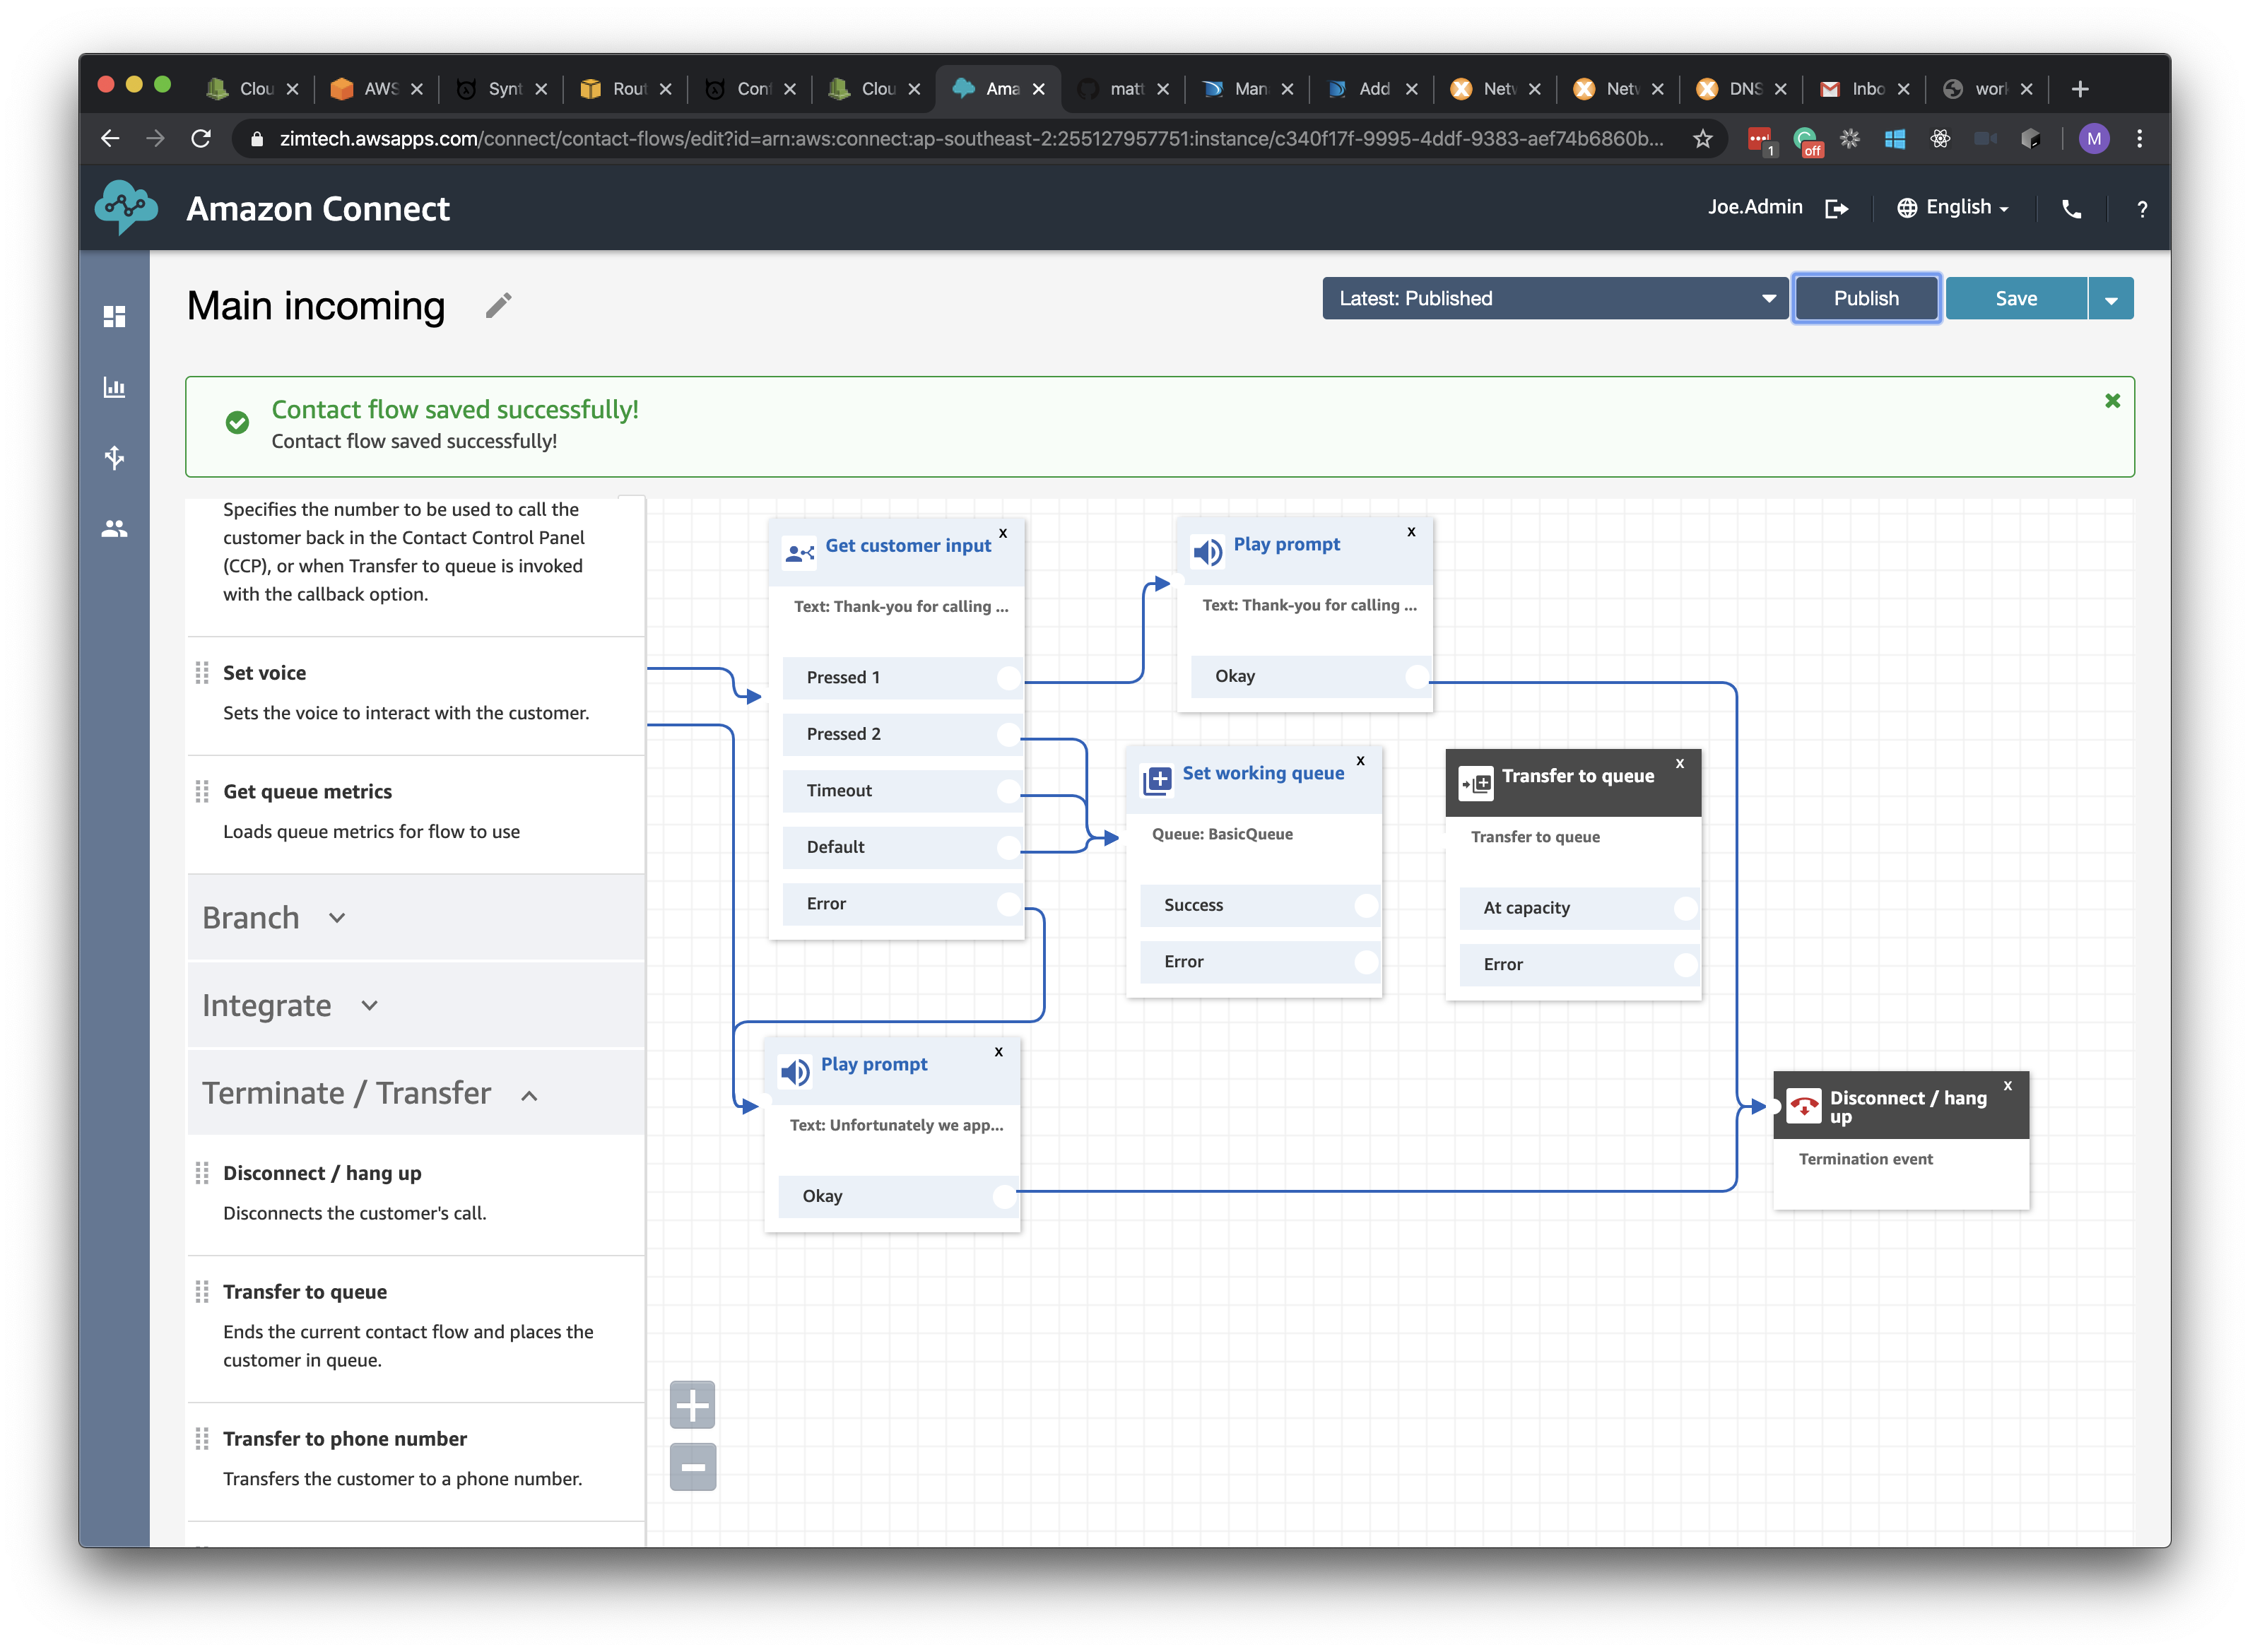 Clou
AWS
Synt
Rout
Conf
Clou
Ama
matt
Man
Add
Netw
Netw
DNS
Inbo
worl
zimtech.awsapps.com/connect/contact-flows/edit?id=arn:aws:connect:ap-southeast-2:255127957751:instance/c340f17f-9995-4ddf-9383-aef74b6860b...
1
off
M
Amazon Connect
Joe.Admin
English
?
Main incoming
Latest: Published
Publish
Save
Contact flow saved successfully!
Contact flow saved successfully!
Specifies the number to be used to call the
customer back in the Contact Control Panel
(CCP), or when Transfer to queue is invoked
with the callback option.
Set voice
Sets the voice to interact with the customer.
Get queue metrics
Loads queue metrics for flow to use
Branch
Integrate
Terminate / Transfer
Disconnect / hang up
Disconnects the customer's call.
Transfer to queue
Ends the current contact flow and places the
customer in queue.
Transfer to phone number
Transfers the customer to a phone number.
Get customer input
x
Text: Thank-you for calling ...
Pressed 1
Pressed 2
Timeout
Default
Error
Play prompt
x
Text: Thank-you for calling ...
Okay
Set working queue
x
Queue: BasicQueue
Success
Error
Transfer to queue
x
Transfer to queue
At capacity
Error
Play prompt
x
Text: Unfortunately we app...
Okay
Disconnect / hang
up
x
Termination event